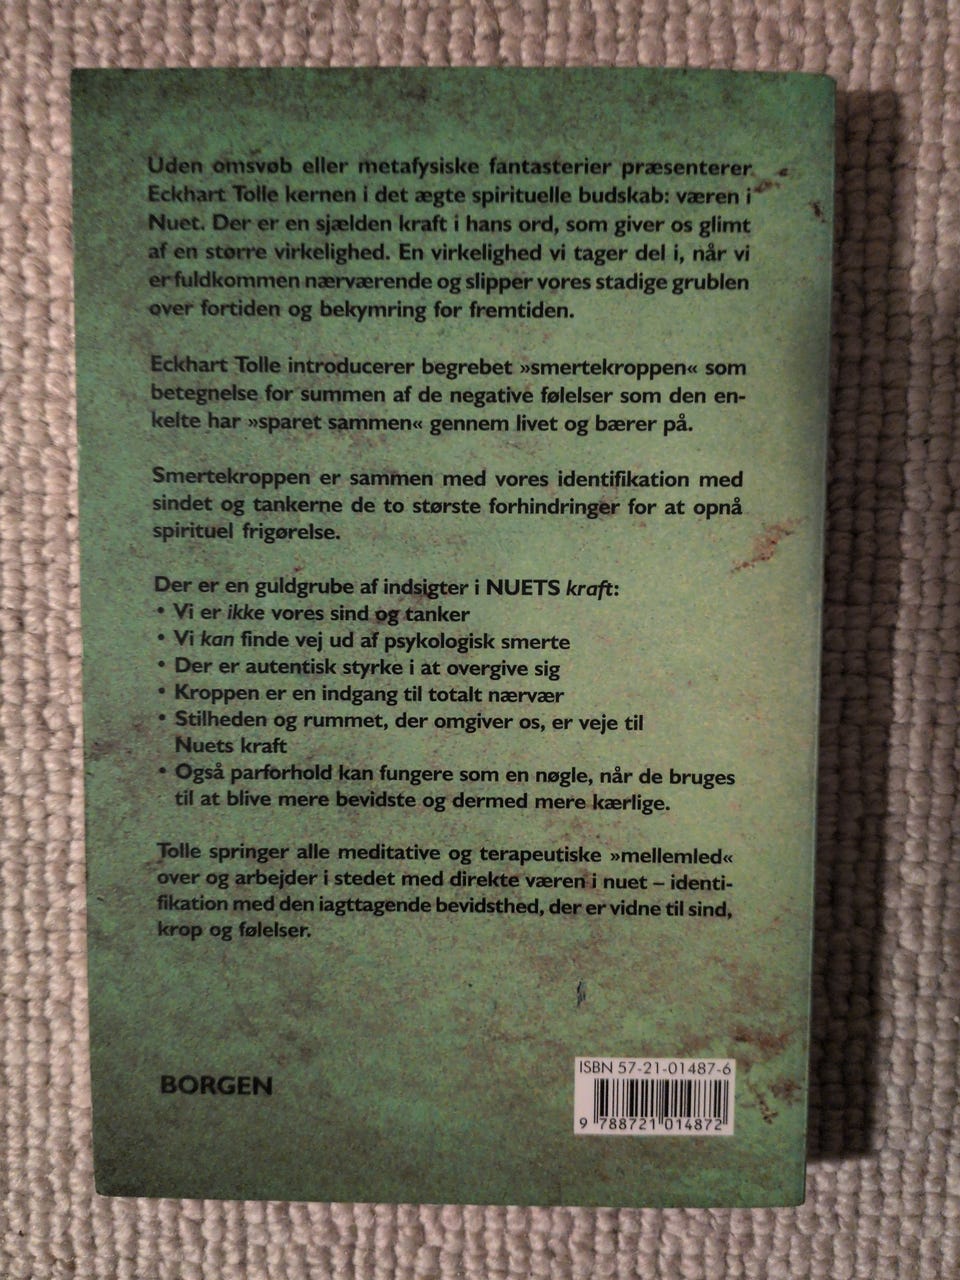 Uden omsvøb eller metafysiske fantasterier præsenterer
Eckhart Tolle kernen i det ægte spirituelle budskab: væren i
Nuet. Der er en sjælden kraft i hans ord, som giver os glimt
af en større virkelighed. En virkelighed vi tager del i, når vi
er fuldkommen nærværende og slipper vores stadige grublen
over fortiden og bekymring for fremtiden.
Eckhart Tolle introducerer begrebet »smertekroppen« som
betegnelse for summen af de negative følelser som den en-
kelte har »sparet sammen« gennem livet og bærer på.
Smertekroppen er sammen med vores identifikation med
sindet og tankerne de to største forhindringer for at opnå
spirituel frigørelse.
Der er en guldgrube af indsigter i NUETS kraft:
• Vi er ikke vores sind og tanker
• Vi kan finde vej ud af psykologisk smerte
• Der er autentisk styrke i at overgive sig
• Kroppen er en indgang til totalt nærvær
• Stilheden og rummet, der omgiver os, er veje til
Nuets kraft
• Også parforhold kan fungere som en nøgle, når de bruges
til at blive mere bevidste og dermed mere kærlige.
Tolle springer alle meditative og terapeutiske »mellemled«
over og arbejder i stedet med direkte væren i nuet – identi-
fikation med den iagttagende bevidsthed, der er vidne til sind,
krop og følelser.
BORGEN
ISBN 57-21-01487-6
9 788721 014872